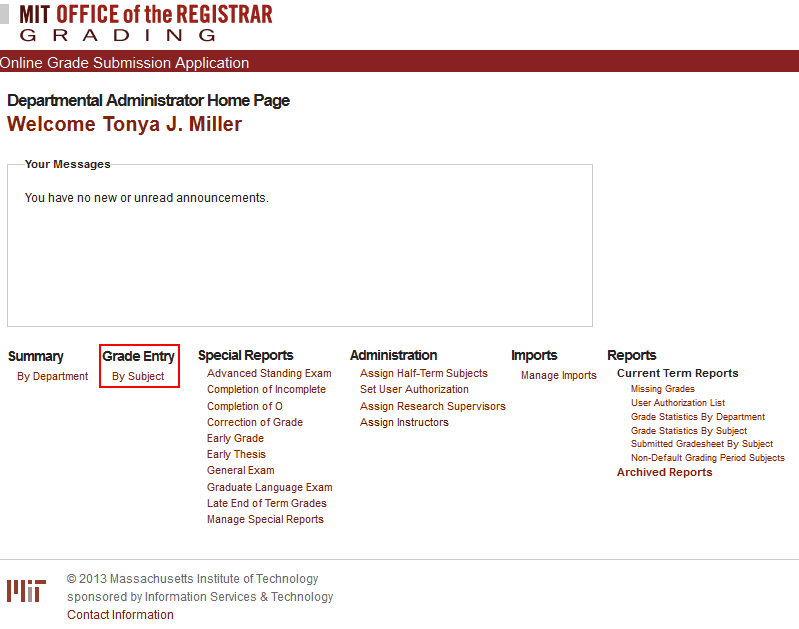 MIT OFFICE of the REGISTRAR
GRADING
Online Grade Submission Application
Departmental Administrator Home Page
Welcome Tonya J. Miller
Your Messages
You have no new or unread announcements.
Summary
By Department
Grade Entry
By Subject
Special Reports
Advanced Standing Exam
Completion of Incomplete
Completion of O
Correction of Grade
Early Grade
Early Thesis
General Exam
Graduate Language Exam
Late End of Term Grades
Manage Special Reports
Administration
Assign Half-Term Subjects
Set User Authorization
Assign Research Supervisors
Assign Instructors
Imports
Manage Imports
Reports
Current Term Reports
Missing Grades
User Authorization List
Grade Statistics By Department
Grade Statistics By Subject
Submitted Gradesheet By Subject
Non-Default Grading Period Subjects
Archived Reports
MIT
© 2013 Massachusetts Institute of Technology
sponsored by Information Services & Technology
Contact Information